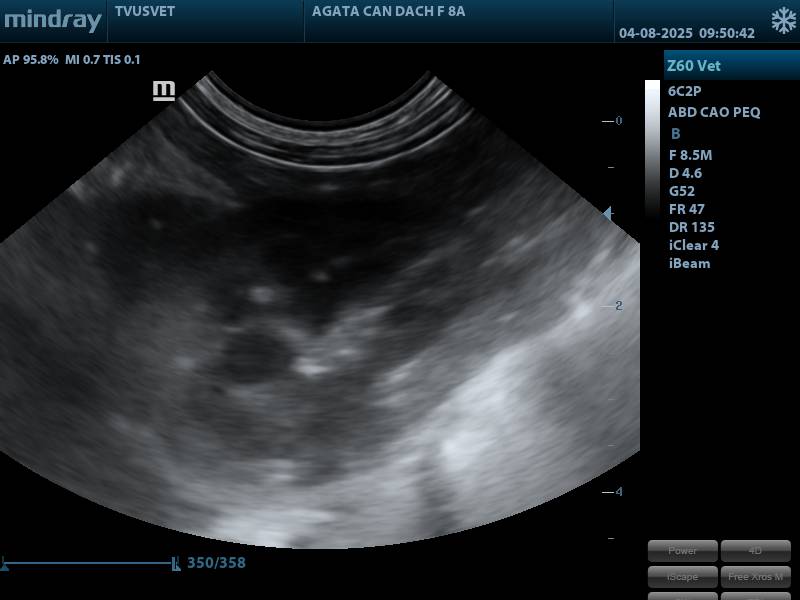 mindray
TVUSVET
AGATA CAN DACH F 8A
04-08-2025 09:50:42
AP 95.8% MI 0.7 TIS 0.1
m
Z60 Vet
6C2P
ABD CAO PEQ
B
F 8.5M
D 4.6
G52
FR 47
DR 135
iClear 4
iBeam
0
2
4
350/358
Power
4D
iScape
Free Xros M